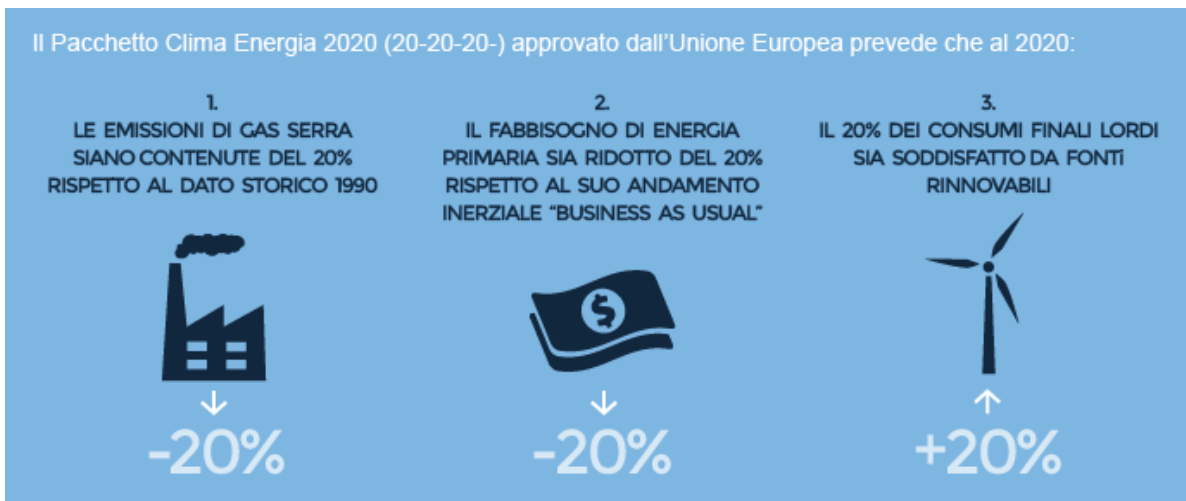 Il Pacchetto Clima Energia 2020 (20-20-20-) approvato dall'Unione Europea prevede che al 2020:
1.
LE EMISSIONI DI GAS SERRA
SIANO CONTENUTE DEL 20%
RISPETTO AL DATO STORICO 1990
-20%
2.
IL FABBISOGNO DI ENERGIA
PRIMARIA SIA RIDOTTO DEL 20%
RISPETTO AL SUO ANDAMENTO
INERZIALE "BUSINESS AS USUAL"
$
-20%
3.
IL 20% DEI CONSUMI FINALI LORDI
SIA SODDISFATTO DA FONTi
RINNOVABILI
+20%